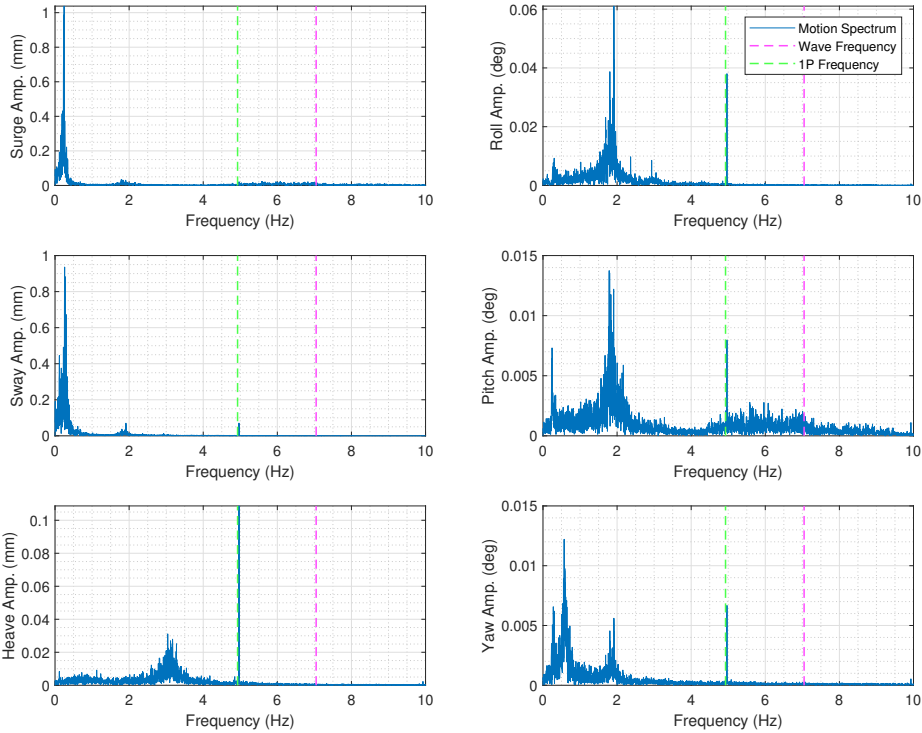 Surge Amp. (mm)
1
0.8
0.6
0.4
0.2
0
0 2 4 6 8 10
Frequency (Hz)
Roll Amp. (deg)
0.06
0.04
0.02
0
0 2 4 6 8 10
Frequency (Hz)
Motion Spectrum
Wave Frequency
1P Frequency
Sway Amp. (mm)
1
0.8
0.6
0.4
0.2
0
0 2 4 6 8 10
Frequency (Hz)
Pitch Amp. (deg)
0.015
0.01
0.005
0
0 2 4 6 8 10
Frequency (Hz)
Heave Amp. (mm)
0.1
0.08
0.06
0.04
0.02
0
0 2 4 6 8 10
Frequency (Hz)
Yaw Amp. (deg)
0.015
0.01
0.005
0
0 2 4 6 8 10
Frequency (Hz)